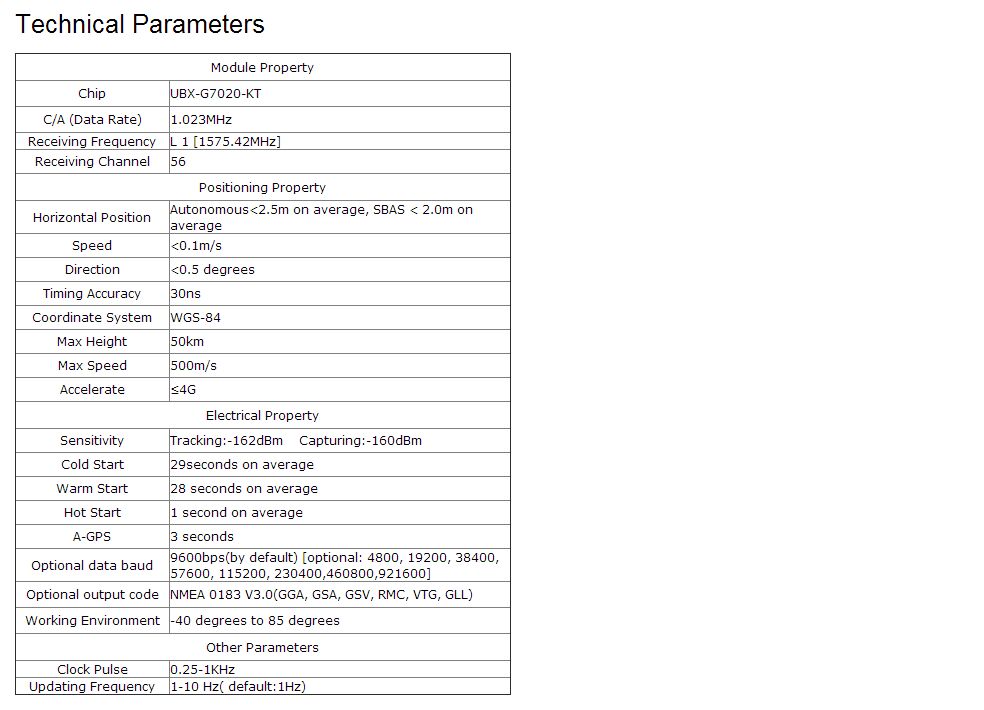 Technical Parameters
Module Property
Chip UBX-G7020-KT
C/A (Data Rate) 1.023MHz
Receiving Frequency L 1 [1575.42MHz]
Receiving Channel 56
Positioning Property
Horizontal Position Autonomous<2.5m on average, SBAS < 2.0m on
average
Speed <0.1m/s
Direction <0.5 degrees
Timing Accuracy 30ns
Coordinate System WGS-84
Max Height 50km
Max Speed 500m/s
Accelerate ≤4G
Electrical Property
Sensitivity Tracking:-162dBm Capturing:-160dBm
Cold Start 29seconds on average
Warm Start 28 seconds on average
Hot Start 1 second on average
A-GPS 3 seconds
Optional data baud 9600bps(by default) [optional: 4800, 19200, 38400,
57600, 115200, 230400,460800,921600]
Optional output code NMEA 0183 V3.0(GGA, GSA, GSV, RMC, VTG, GLL)
Working Environment -40 degrees to 85 degrees
Other Parameters
Clock Pulse 0.25-1KHz
Updating Frequency 1-10 Hz( default:1Hz)